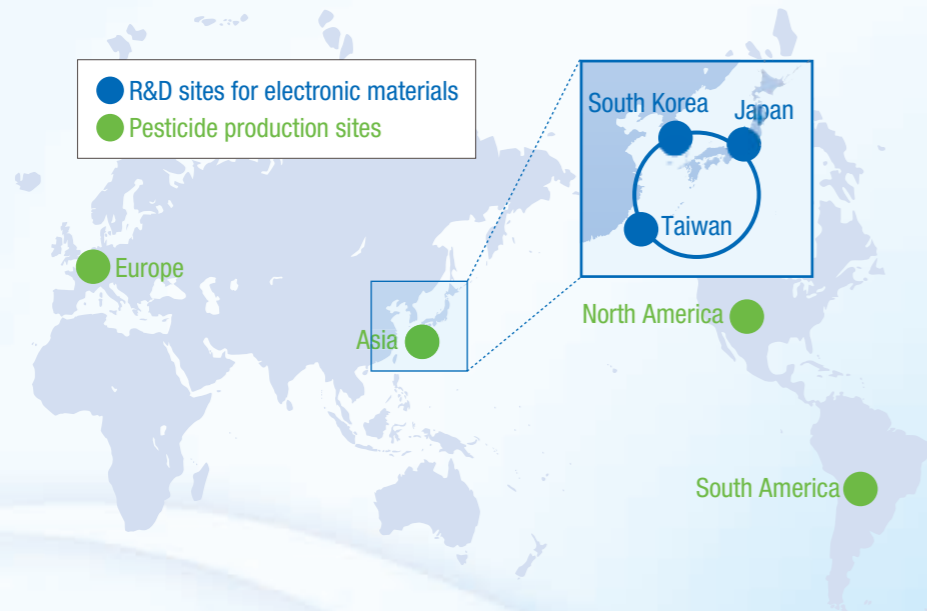 R&D sites for electronic materials
Pesticide production sites
South Korea
Japan
Taiwan
Europe
Asia
North America
South America